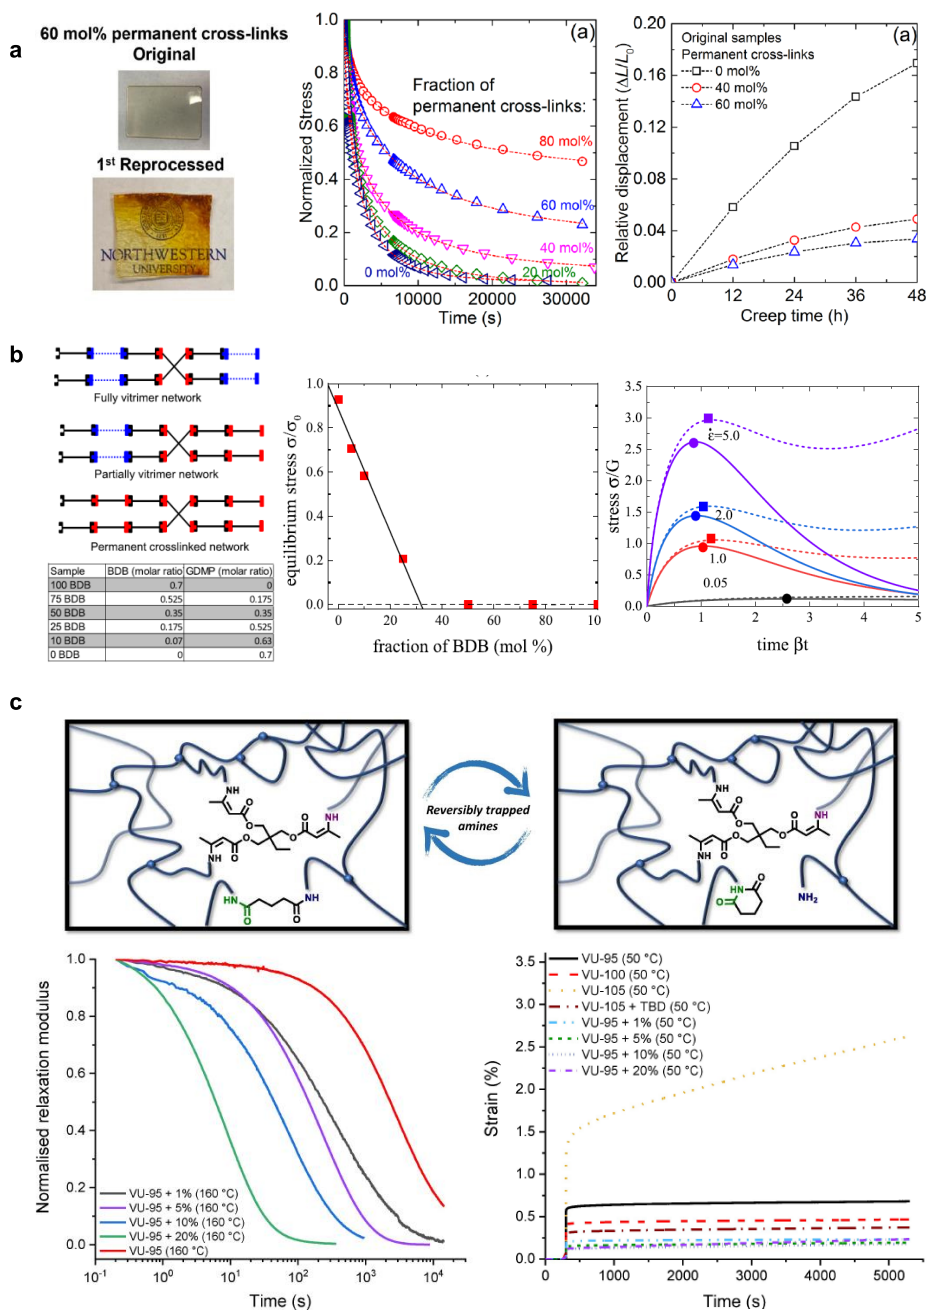 a
60 mol% permanent cross-links
Original
1st Reprocessed
NORTHWESTERN
UNIVERSITY
(a)
Fraction of
permanent cross-links:
80 mol%
60 mol%
40 mol%
20 mol%
0 mol%
Normalized Stress
1.0
0.8
0.6
0.4
0.2
0.0
0
10000
20000
30000
Time (s)
(a)
Original samples
Permanent cross-links
0 mol%
40 mol%
60 mol%
Relative displacement (ΔL/L0)
0.20
0.16
0.12
0.08
0.04
0.00
0
12
24
36
48
Creep time (h)
b
Fully vitrimer network
Partially vitrimer network
Permanent crosslinked network
Sample BDB (molar ratio GDMP (molar ratio)
100 BDB 0.7 0
75 BDB 0.525 0.175
50 BDB 0.35 0.35
25 BDB 0.175 0.525
10 BDB 0.07 0.63
0 BDB 0 0.7
equilibrium stress σ/σ0
1.0
0.8
0.6
0.4
0.2
0.0
0
20
40
60
80
100
fraction of BDB (mol %)
stress σ/G
3.5
3.0
2.5
2.0
1.5
1.0
0.5
0.0
ε̇=5.0
2.0
1.0
0.05
0
1
2
3
4
5
time βt
c
NH
O
O
O
O
NH
O
O
NH
HN
O
O
NH
Reversibly trapped
amines
NH
O
O
O
O
NH
O
O
NH
NH
O
O
NH2
Normalised relaxation modulus
1.0
0.8
0.6
0.4
0.2
0.0
VU-95 + 1% (160 °C)
VU-95 + 5% (160 °C)
VU-95 + 10% (160 °C)
VU-95 + 20% (160 °C)
VU-95 (160 °C)
10-1
100
101
102
103
104
Time (s)
Strain (%)
3.5
3.0
2.5
2.0
1.5
1.0
0.5
0.0
VU-95 (50 °C)
VU-100 (50 °C)
VU-105 (50 °C)
VU-105 + TBD (50 °C)
VU-95 + 1% (50 °C)
VU-95 + 5% (50 °C)
VU-95 + 10% (50 °C)
VU-95 + 20% (50 °C)
0
1000
2000
3000
4000
5000
Time (s)